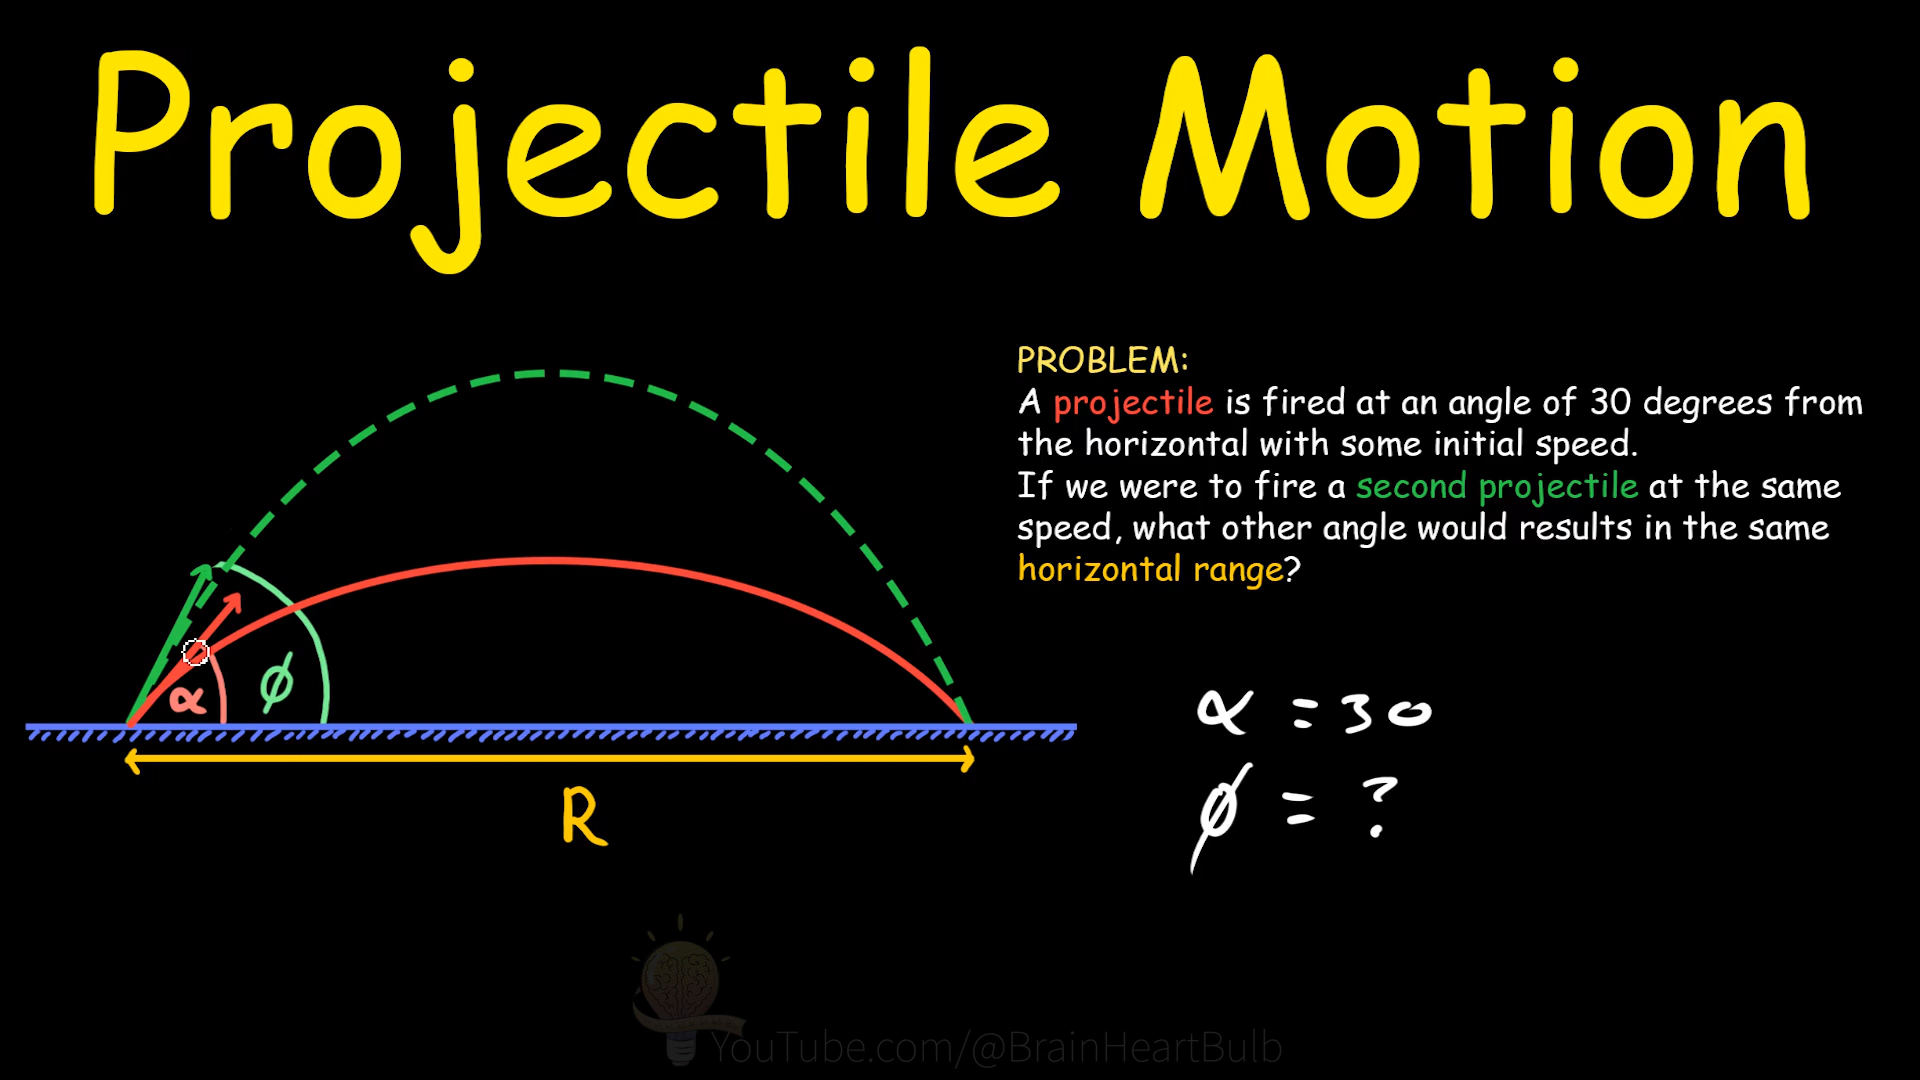 Projectile Motion
PROBLEM:
A projectile is fired at an angle of 30 degrees from
the horizontal with some initial speed.
If we were to fire a second projectile at the same
speed, what other angle would results in the same
horizontal range?
α
ϕ
R
α = 30
ϕ = ?
YouTube.com/@BrainHeartBulb